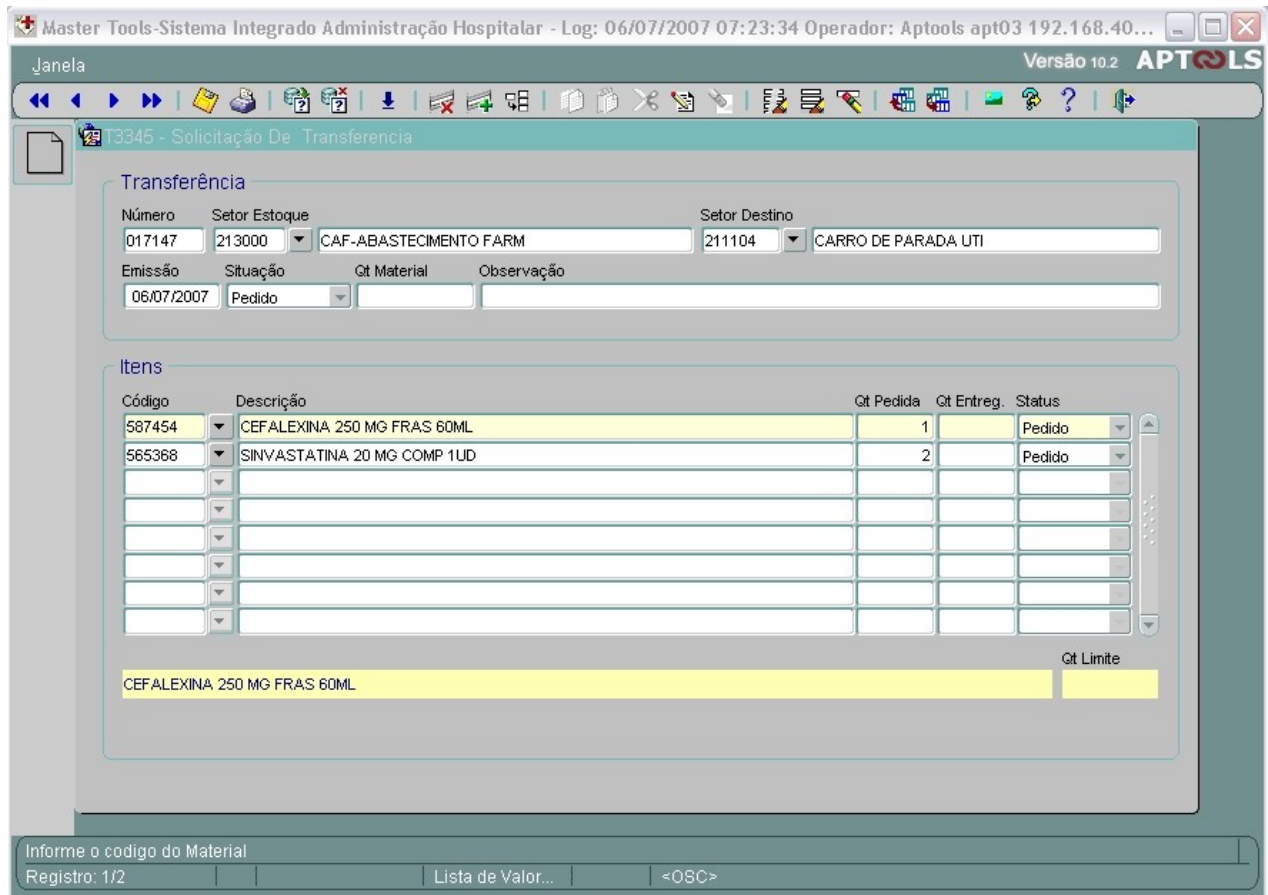 Master Tools-Sistema Integrado Administração Hospitalar - Log: 06/07/2007 07:23:34 Operador: Aptools apt03 192.168.40...
Janela
Versão 10.2 APTOOLS
T3345 - Solicitação De Transferencia
Transferência
Número Setor Estoque Setor Destino
017147 213000 CAF-ABASTECIMENTO FARM 211104 CARRO DE PARADA UTI
Emissão Situação Qt Material Observação
06/07/2007 Pedido
Itens
Código Descrição Qt Pedida Qt Entreg. Status
587454 CEFALEXINA 250 MG FRAS 60ML 1 Pedido
565368 SINVASTATINA 20 MG COMP 1UD 2 Pedido
Qt Limite
CEFALEXINA 250 MG FRAS 60ML
Informe o codigo do Material
Registro: 1/2 Lista de Valor... <OSC>